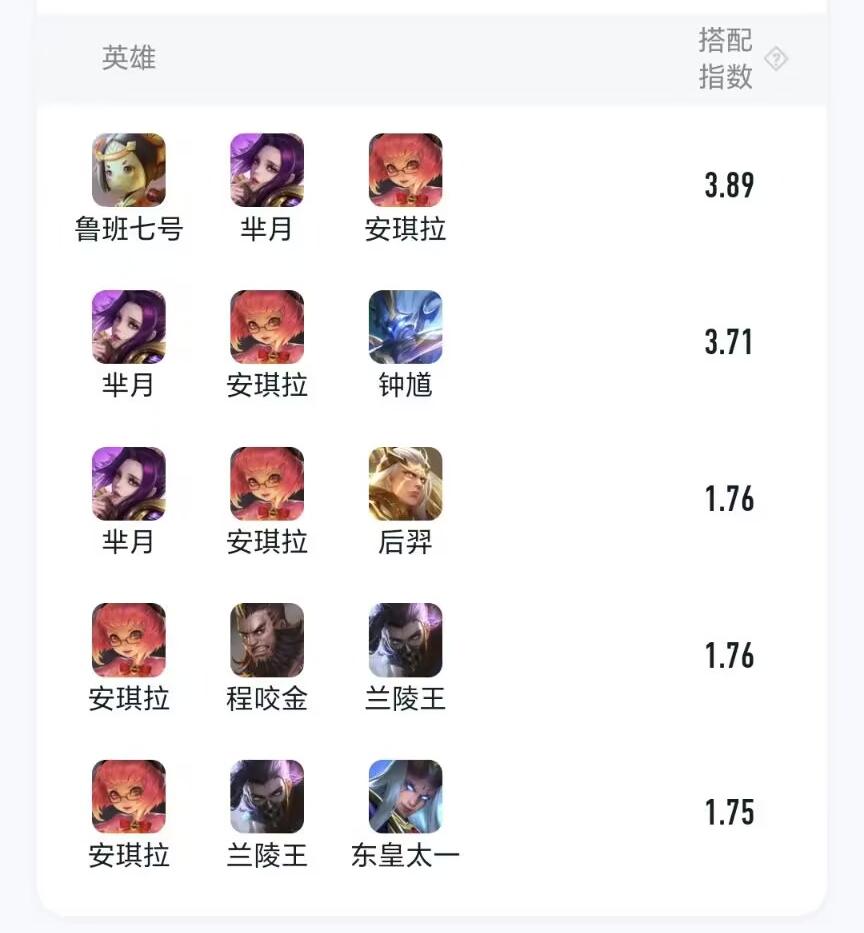 英雄
搭配
指数
?
鲁班七号 芈月 安琪拉 3.89
芈月 安琪拉 钟馗 3.71
芈月 安琪拉 后羿 1.76
安琪拉 程咬金 兰陵王 1.76
安琪拉 兰陵王 东皇太一 1.75